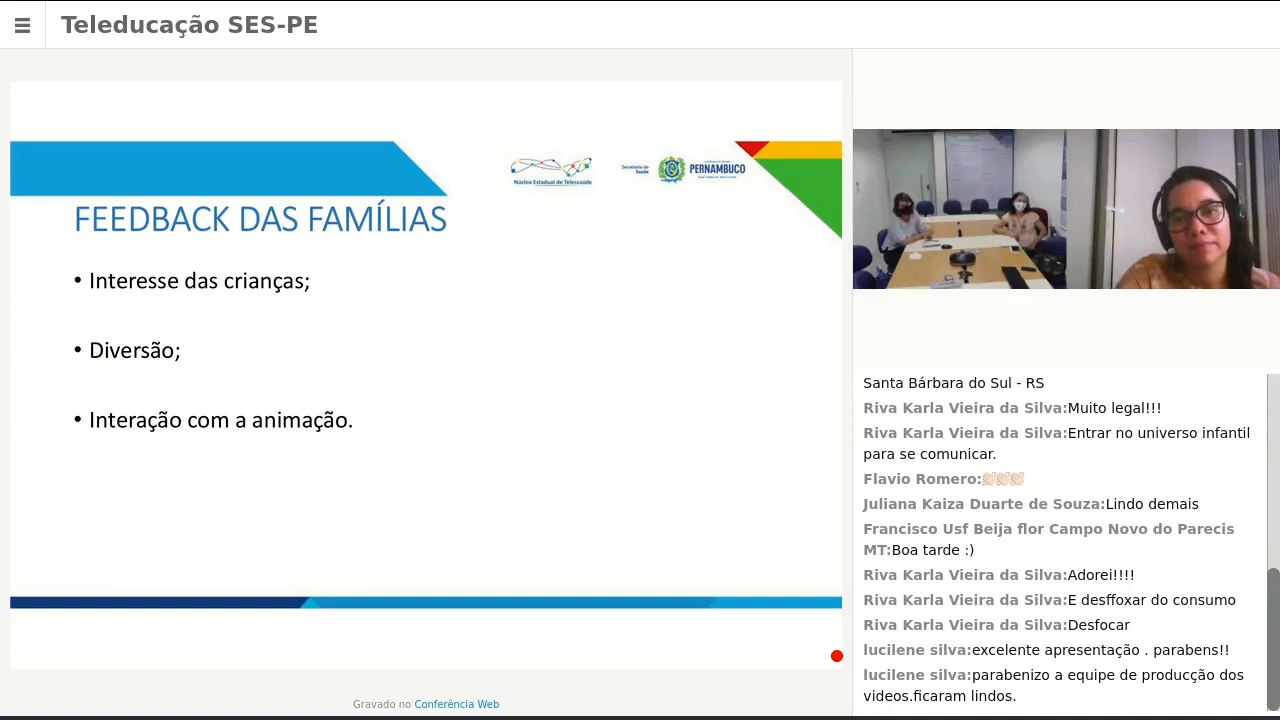 Teleducação SES-PE
Núcleo Estadual de Telessaúde
Secretaria de
Saúde
PERNAMBUCO
FEEDBACK DAS FAMÍLIAS
• Interesse das crianças;
• Diversão;
• Interação com a animação.
Gravado no Conferência Web
Santa Bárbara do Sul - RS
Riva Karla Vieira da Silva:Muito legal!!!
Riva Karla Vieira da Silva:Entrar no universo infantil
para se comunicar.
Flavio Romero:👏🏻👏🏻👏🏻
Juliana Kaiza Duarte de Souza:Lindo demais
Francisco Usf Beija flor Campo Novo do Parecis
MT:Boa tarde :)
Riva Karla Vieira da Silva:Adorei!!!!
Riva Karla Vieira da Silva:E desffoxar do consumo
Riva Karla Vieira da Silva:Desfocar
lucilene silva:excelente apresentação . parabens!!
lucilene silva:parabenizo a equipe de producção dos
videos.ficaram lindos.